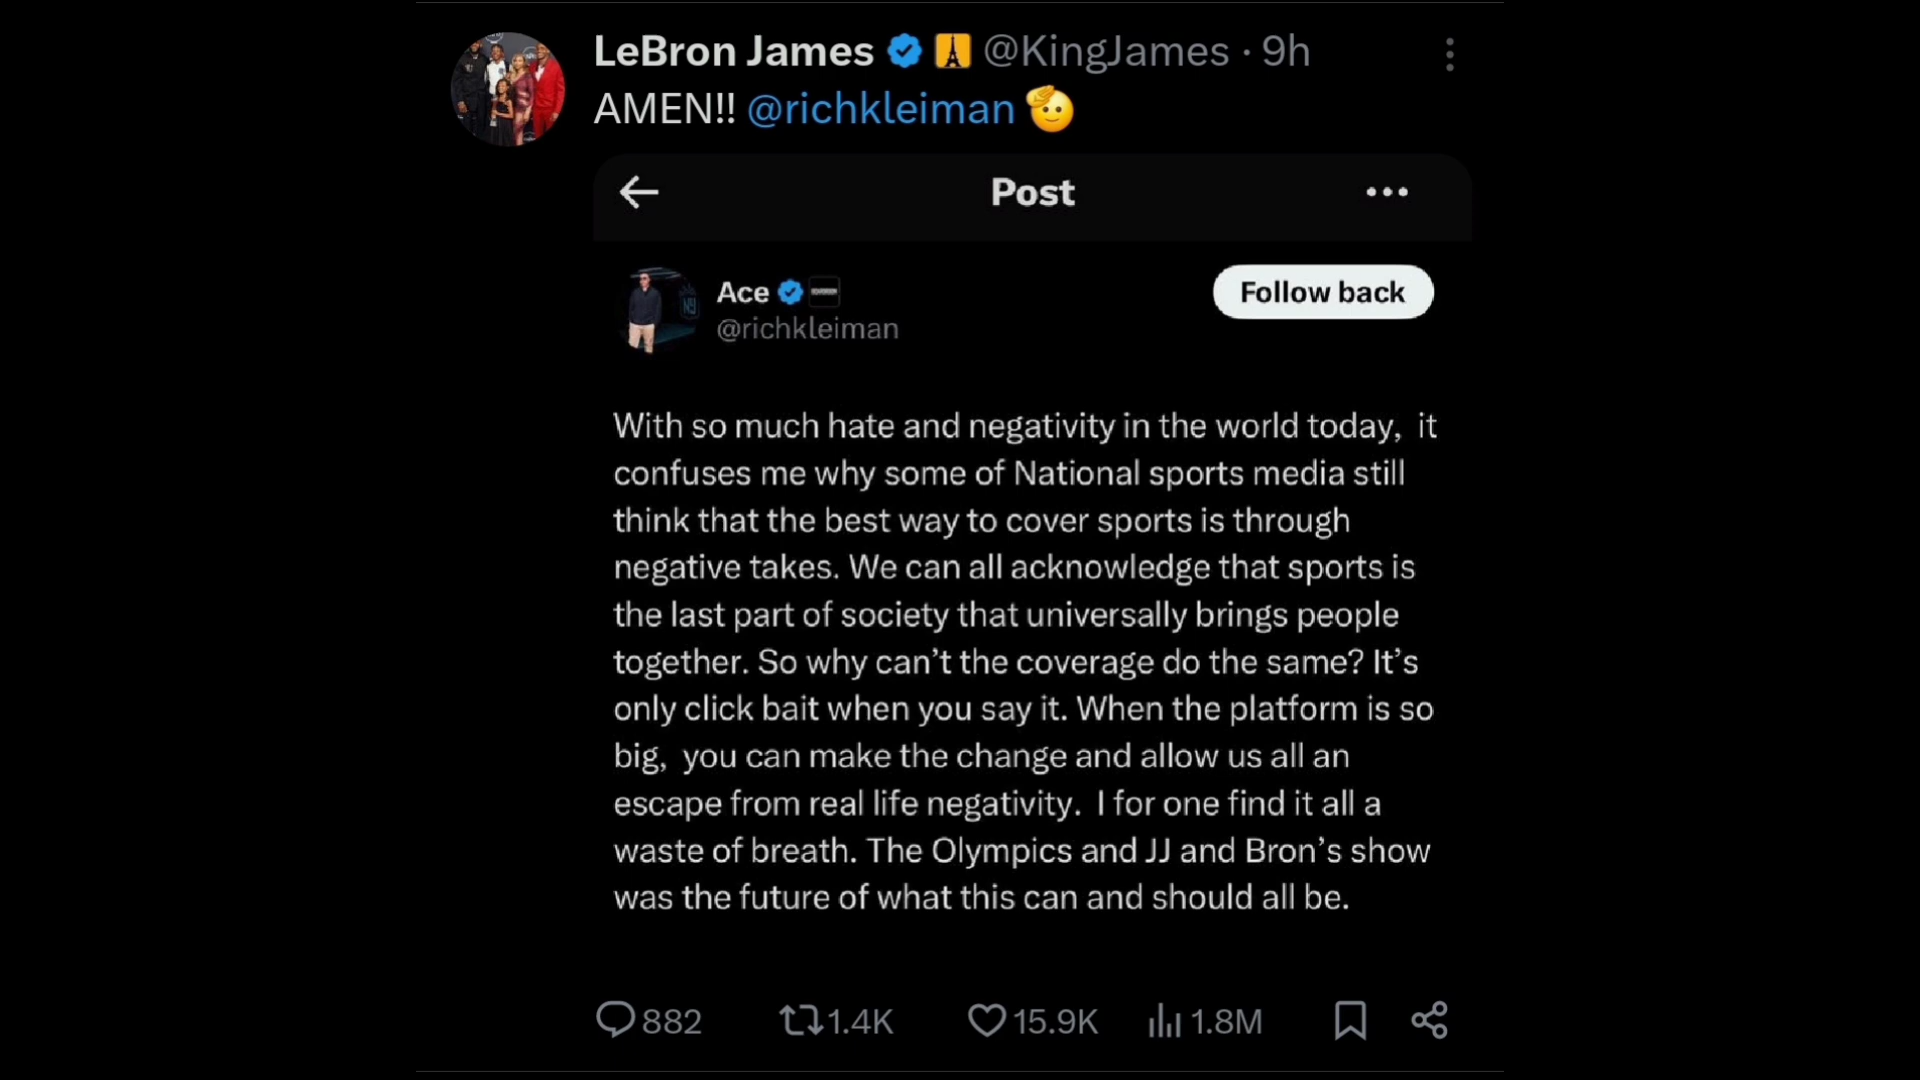 LeBron James @KingJames · 9h
AMEN!! @richkleiman 🫡
Post
Ace
@richkleiman
Follow back
With so much hate and negativity in the world today,  it
confuses me why some of National sports media still
think that the best way to cover sports is through
negative takes. We can all acknowledge that sports is
the last part of society that universally brings people
together. So why can’t the coverage do the same? It’s
only click bait when you say it. When the platform is so
big,  you can make the change and allow us all an
escape from real life negativity.  I for one find it all a
waste of breath. The Olympics and JJ and Bron’s show
was the future of what this can and should all be.
882 1.4K 15.9K 1.8M